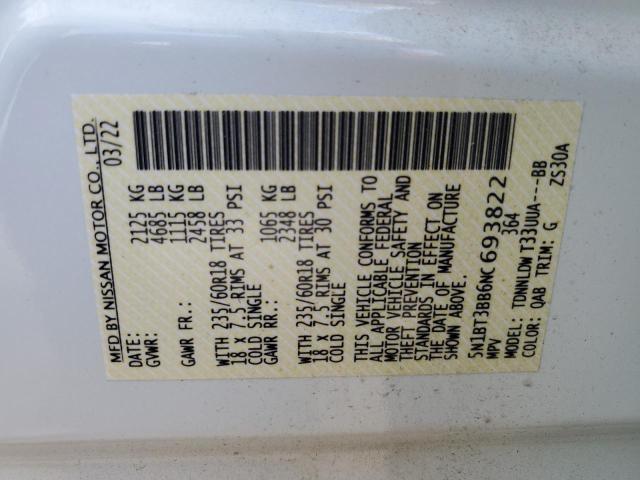 MFD BY NISSAN MOTOR CO., LTD.
DATE: 03/22
GVWR: 2125 KG
4685 LB
GAWR FR.: 1115 KG
2458 LB
WITH 235/60R18 TIRES
18 X 7.5 RIMS AT 33 PSI
COLD SINGLE
GAWR RR.: 1065 KG
2348 LB
WITH 235/60R18 TIRES
18 X 7.5 RIMS AT 30 PSI
COLD SINGLE
THIS VEHICLE CONFORMS TO
ALL APPLICABLE FEDERAL
MOTOR VEHICLE SAFETY AND
THEFT PREVENTION
STANDARDS IN EFFECT ON
THE DATE OF MANUFACTURE
SHOWN ABOVE.
5N1BT3BB6NC693822
MPV 364
MODEL: TDNNLDW T33UUA---BB
COLOR: QAB TRIM: G ZS30A